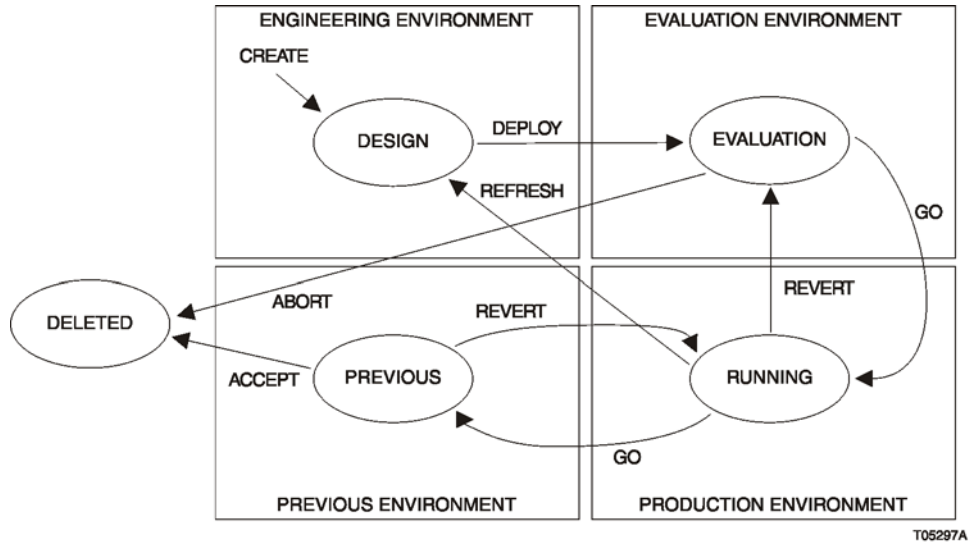 ENGINEERING ENVIRONMENT
EVALUATION ENVIRONMENT
CREATE
DESIGN
DEPLOY
EVALUATION
REFRESH
GO
ABORT
REVERT
REVERT
DELETED
ACCEPT
PREVIOUS
RUNNING
GO
PREVIOUS ENVIRONMENT
PRODUCTION ENVIRONMENT
T05297A